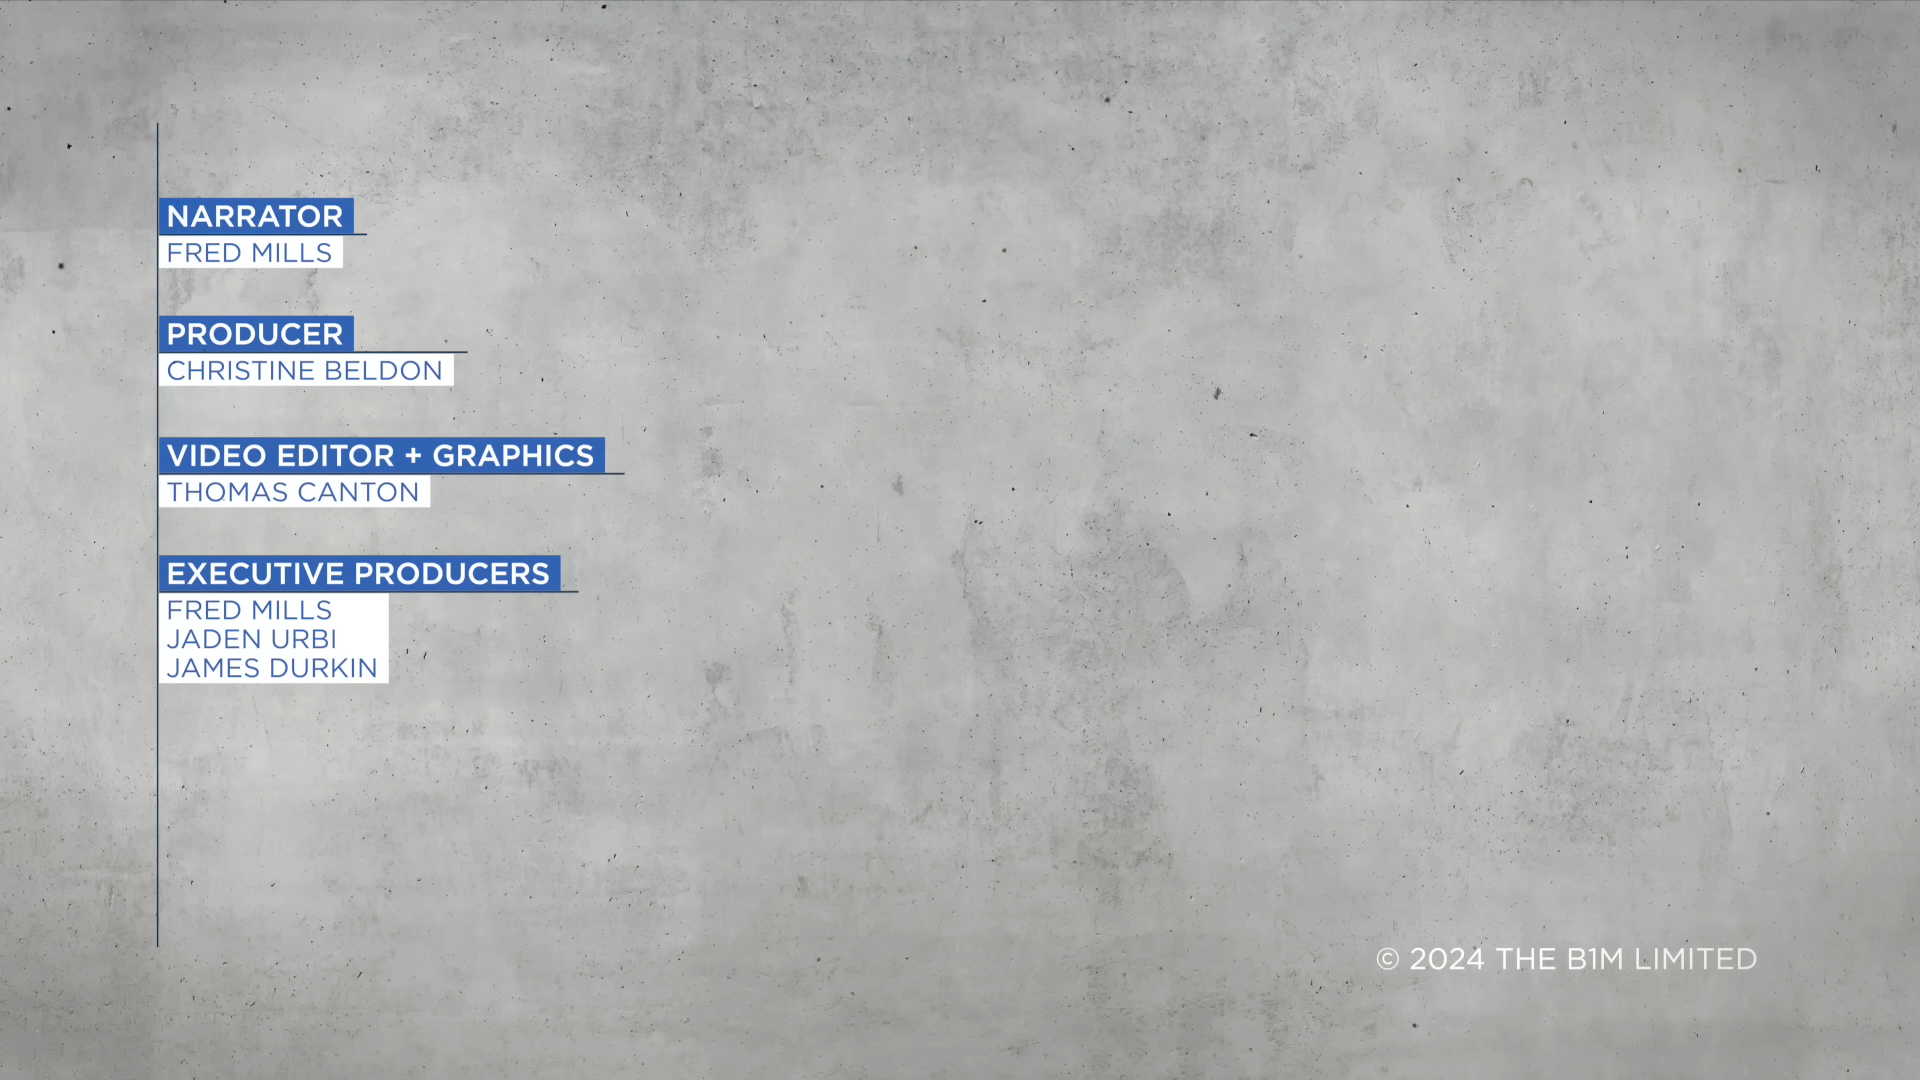 NARRATOR
FRED MILLS
PRODUCER
CHRISTINE BELDON
VIDEO EDITOR + GRAPHICS
THOMAS CANTON
EXECUTIVE PRODUCERS
FRED MILLS
JADEN URBI
JAMES DURKIN
© 2024 THE B1M LIMITED